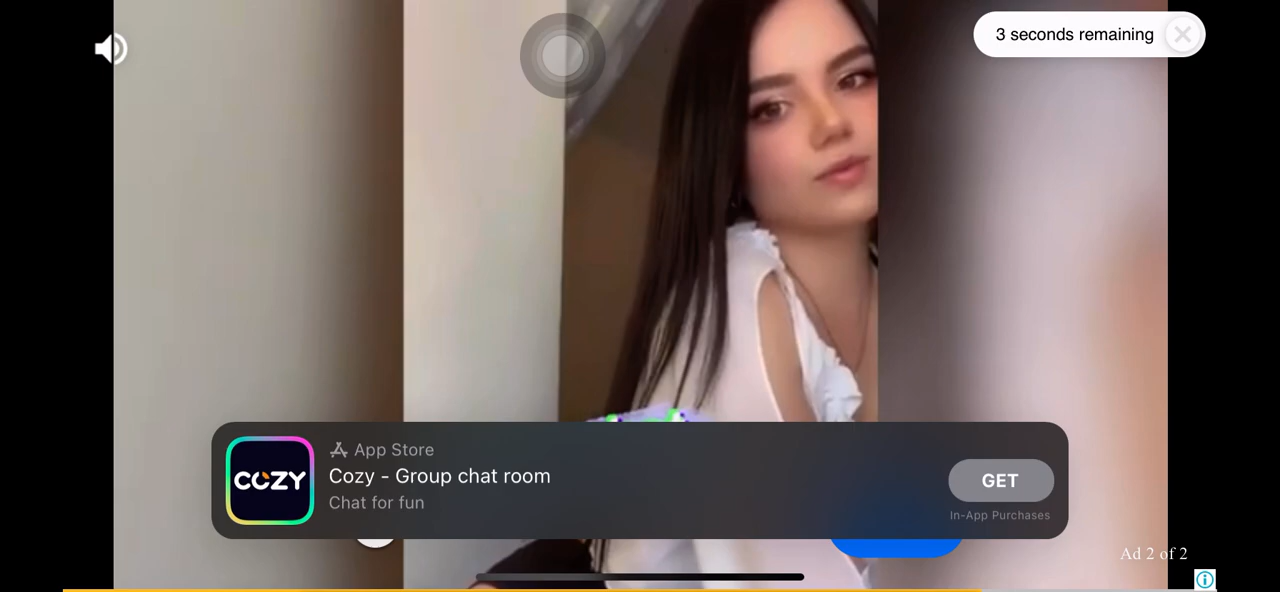 3 seconds remaining
App Store
COZY
Cozy - Group chat room
Chat for fun
GET
In-App Purchases
Ad 2 of 2